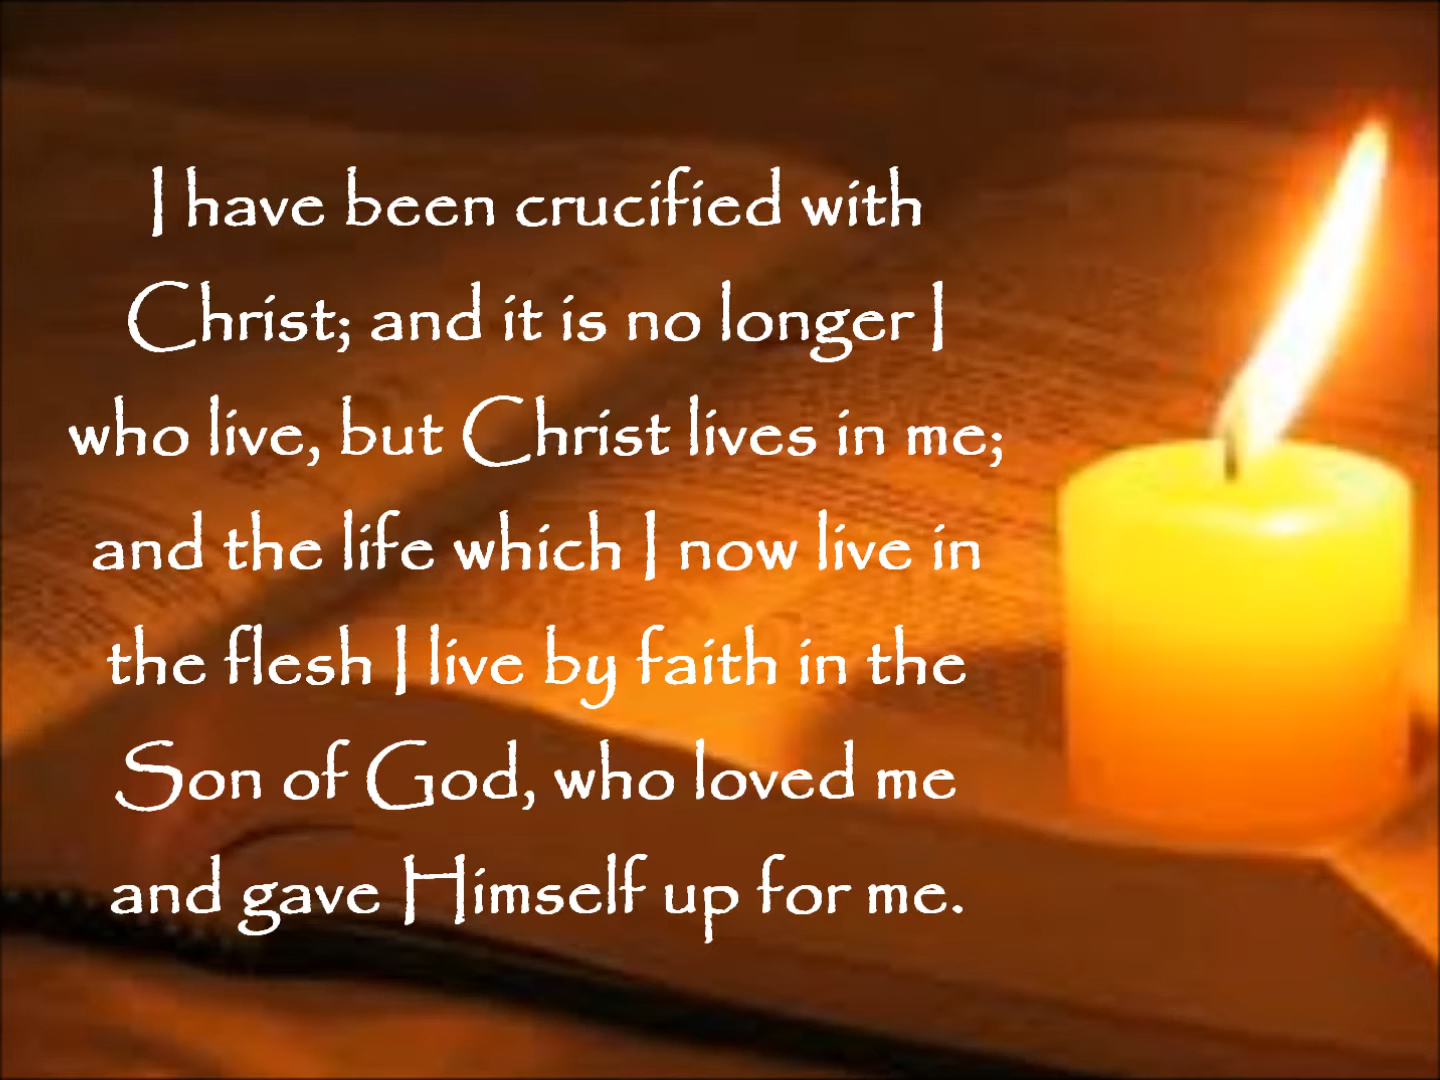 I have been crucified with
Christ; and it is no longer I
who live, but Christ lives in me;
and the life which I now live in
the flesh I live by faith in the
Son of God, who loved me
and gave Himself up for me.